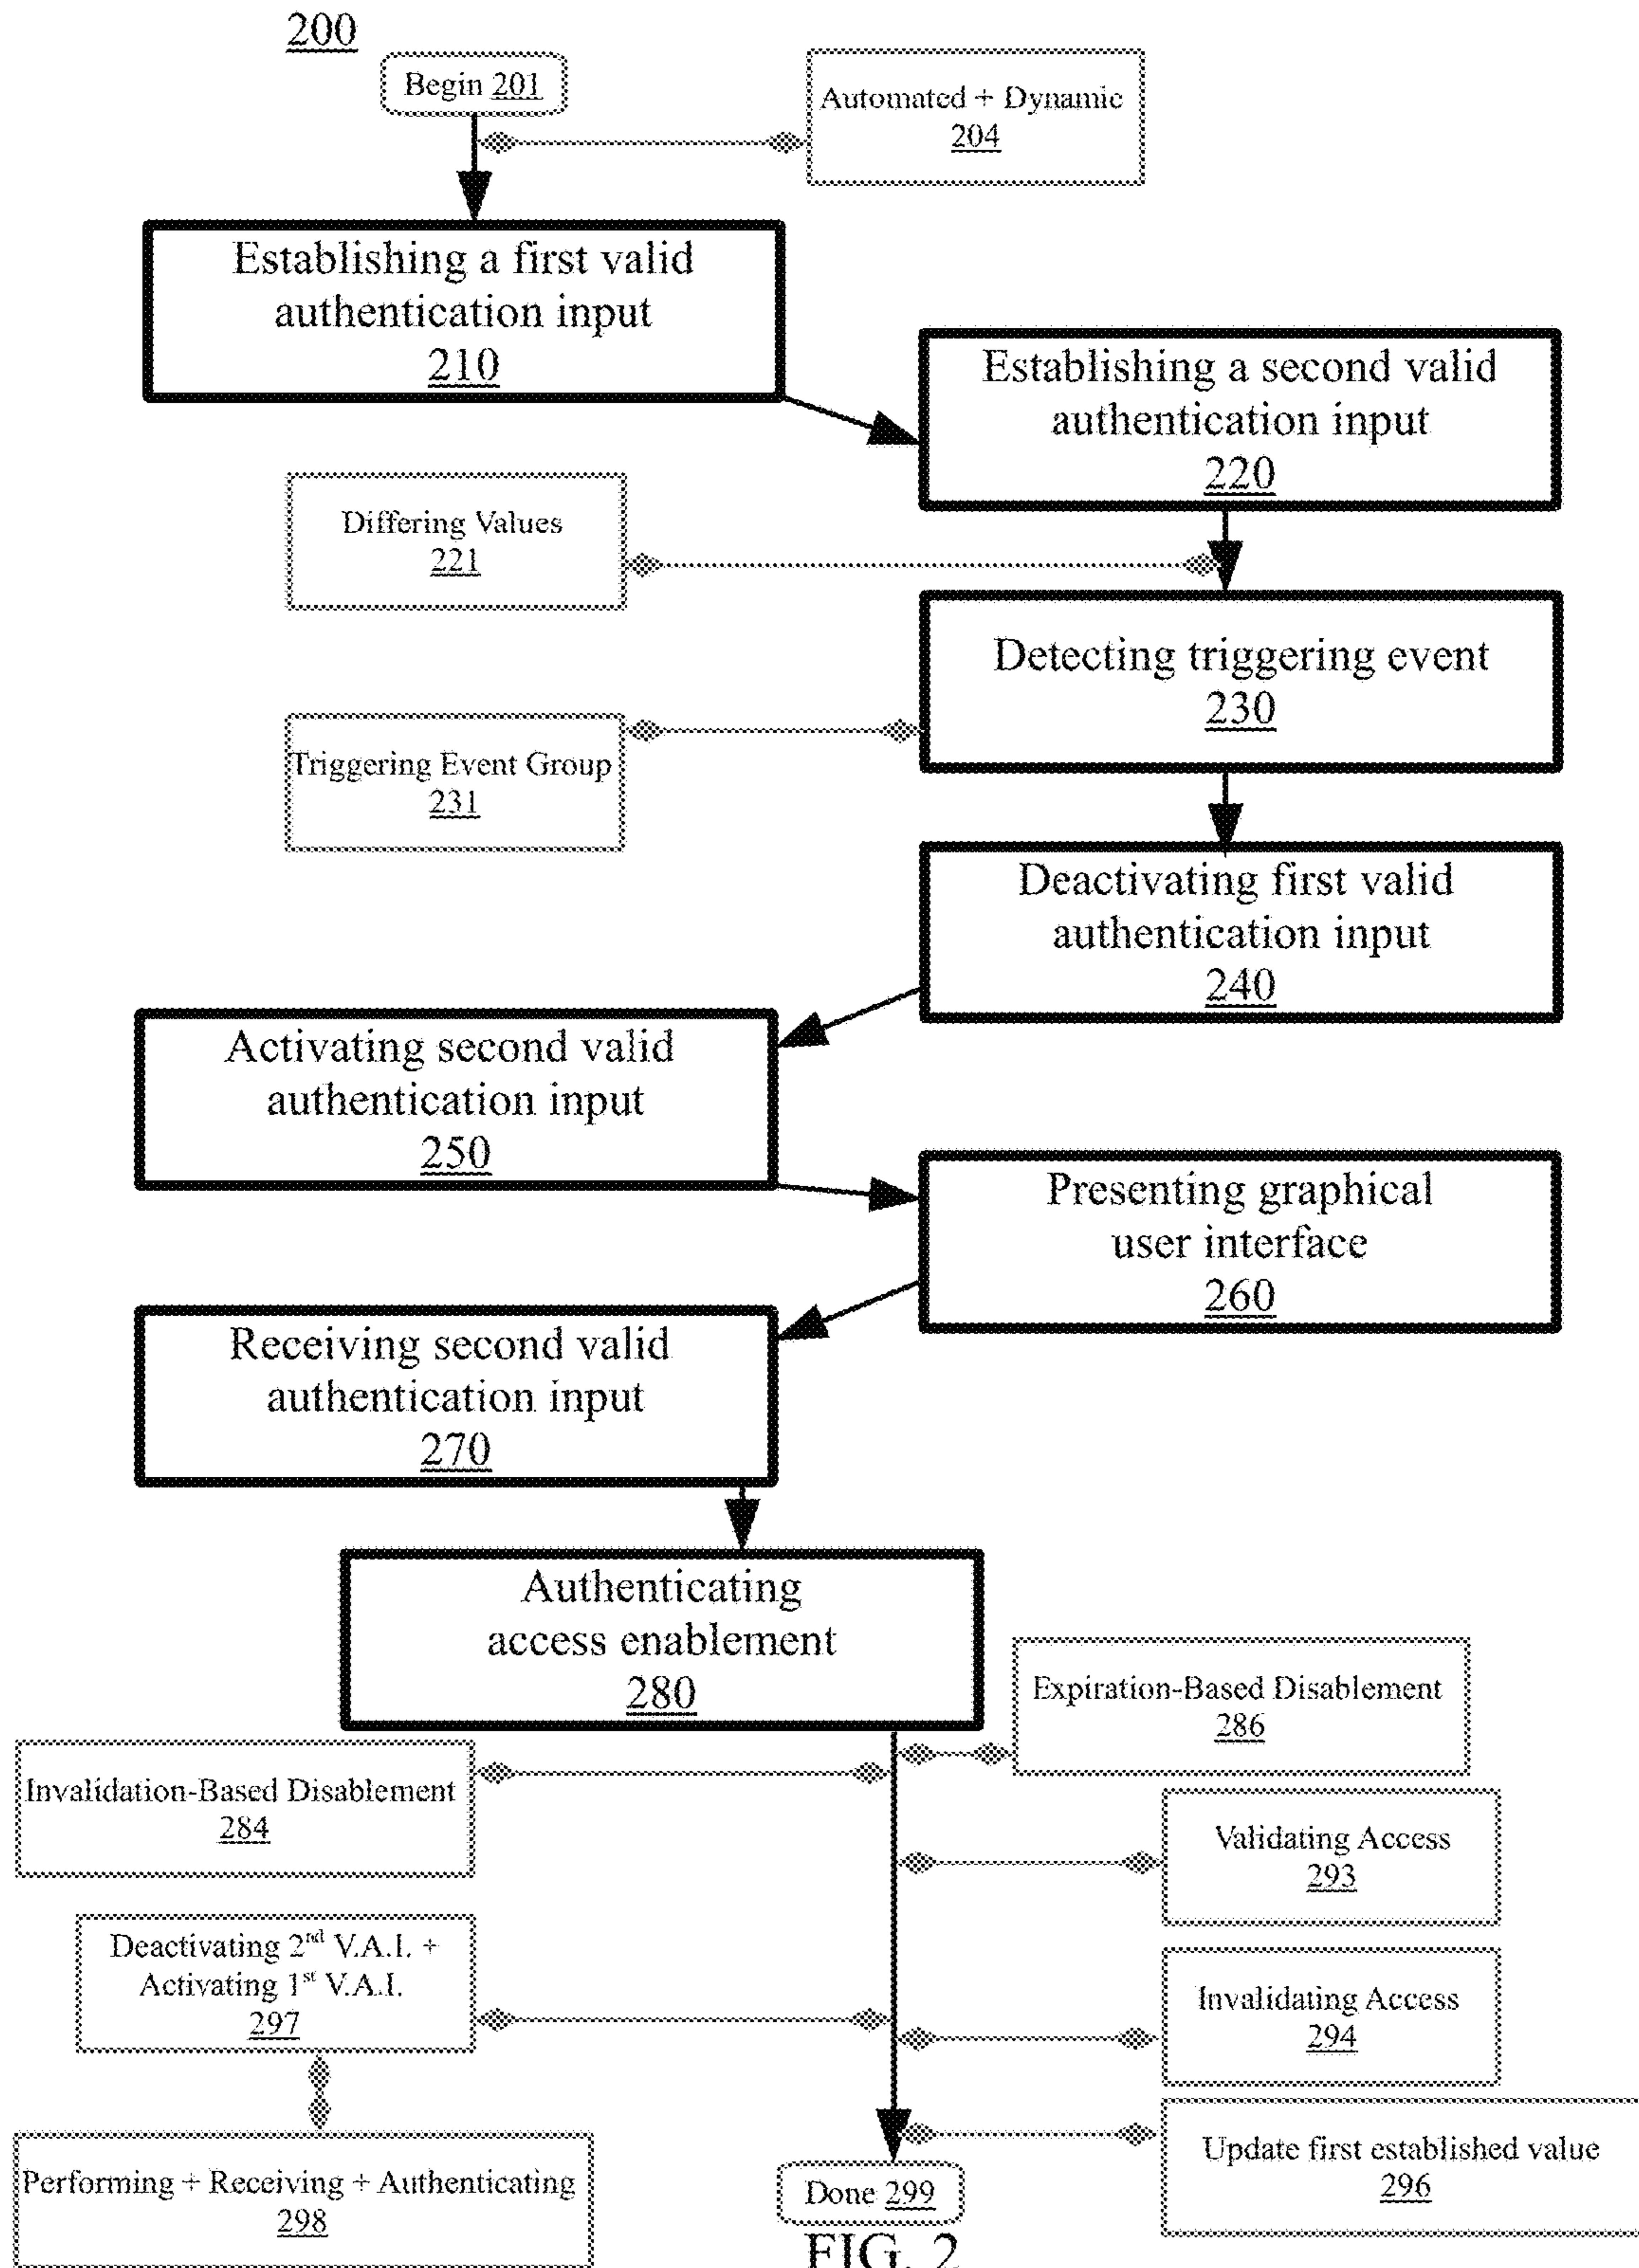 200
Begin 201
Automated + Dynamic
204
Establishing a first valid
authentication input
210
Establishing a second valid
authentication input
220
Differing Values
221
Detecting triggering event
230
Triggering Event Group
231
Deactivating first valid
authentication input
240
Activating second valid
authentication input
250
Presenting graphical
user interface
260
Receiving second valid
authentication input
270
Authenticating
access enablement
280
Expiration-Based Disablement
286
Invalidation-Based Disablement
284
Validating Access
293
Deactivating 2nd V.A.I. +
Activating 1st V.A.I.
297
Invalidating Access
294
Update first established value
296
Performing + Receiving + Authenticating
298
Done 299
FIG. 2